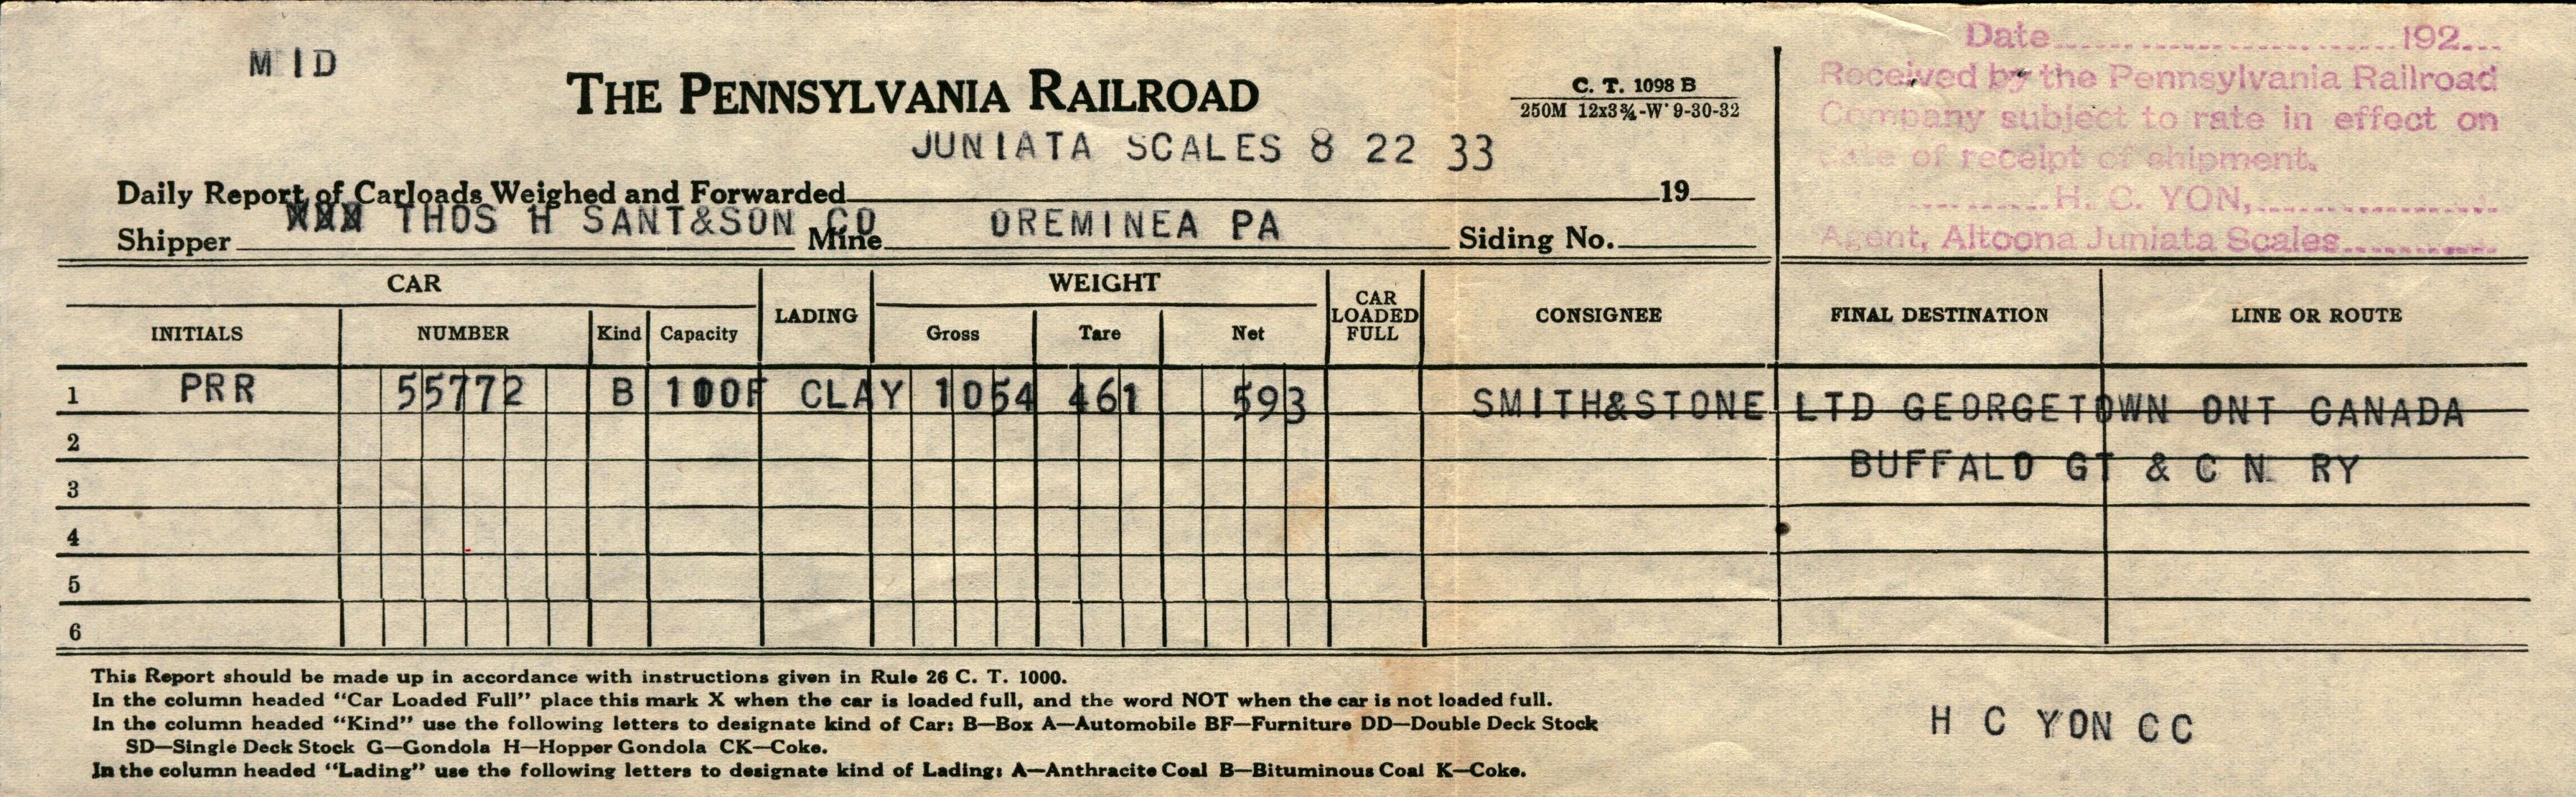 MID
THE PENNSYLVANIA RAILROAD
C. T. 1098 B
250M 12x3¾-W' 9-30-32
JUNIATA SCALES 8 22 33
Daily Report of Carloads Weighed and Forwarded 19
Shipper XXX THOS H SANT&SON CO Mine OREMINEA PA Siding No.
Date 192
Received by the Pennsylvania Railroad
Company subject to rate in effect on
date of receipt of shipment.
H. C. YON,
Agent, Altoona Juniata Scales
CAR LADING WEIGHT CAR LOADED FULL CONSIGNEE FINAL DESTINATION LINE OR ROUTE
INITIALS NUMBER Kind Capacity Gross Tare Net
1 PRR 55772 B 100F CLAY 1054 461 593 SMITH&STONE LTD GEORGETOWN ONT CANADA
2
BUFFALO GT & C N RY
3
4
5
6
This Report should be made up in accordance with instructions given in Rule 26 C. T. 1000.
In the column headed "Car Loaded Full" place this mark X when the car is loaded full, and the word NOT when the car is not loaded full.
In the column headed "Kind" use the following letters to designate kind of Car: B—Box A—Automobile BF—Furniture DD—Double Deck Stock
SD—Single Deck Stock G—Gondola H—Hopper Gondola CK—Coke.
In the column headed "Lading" use the following letters to designate kind of Lading: A—Anthracite Coal B—Bituminous Coal K—Coke.
H C YON CC